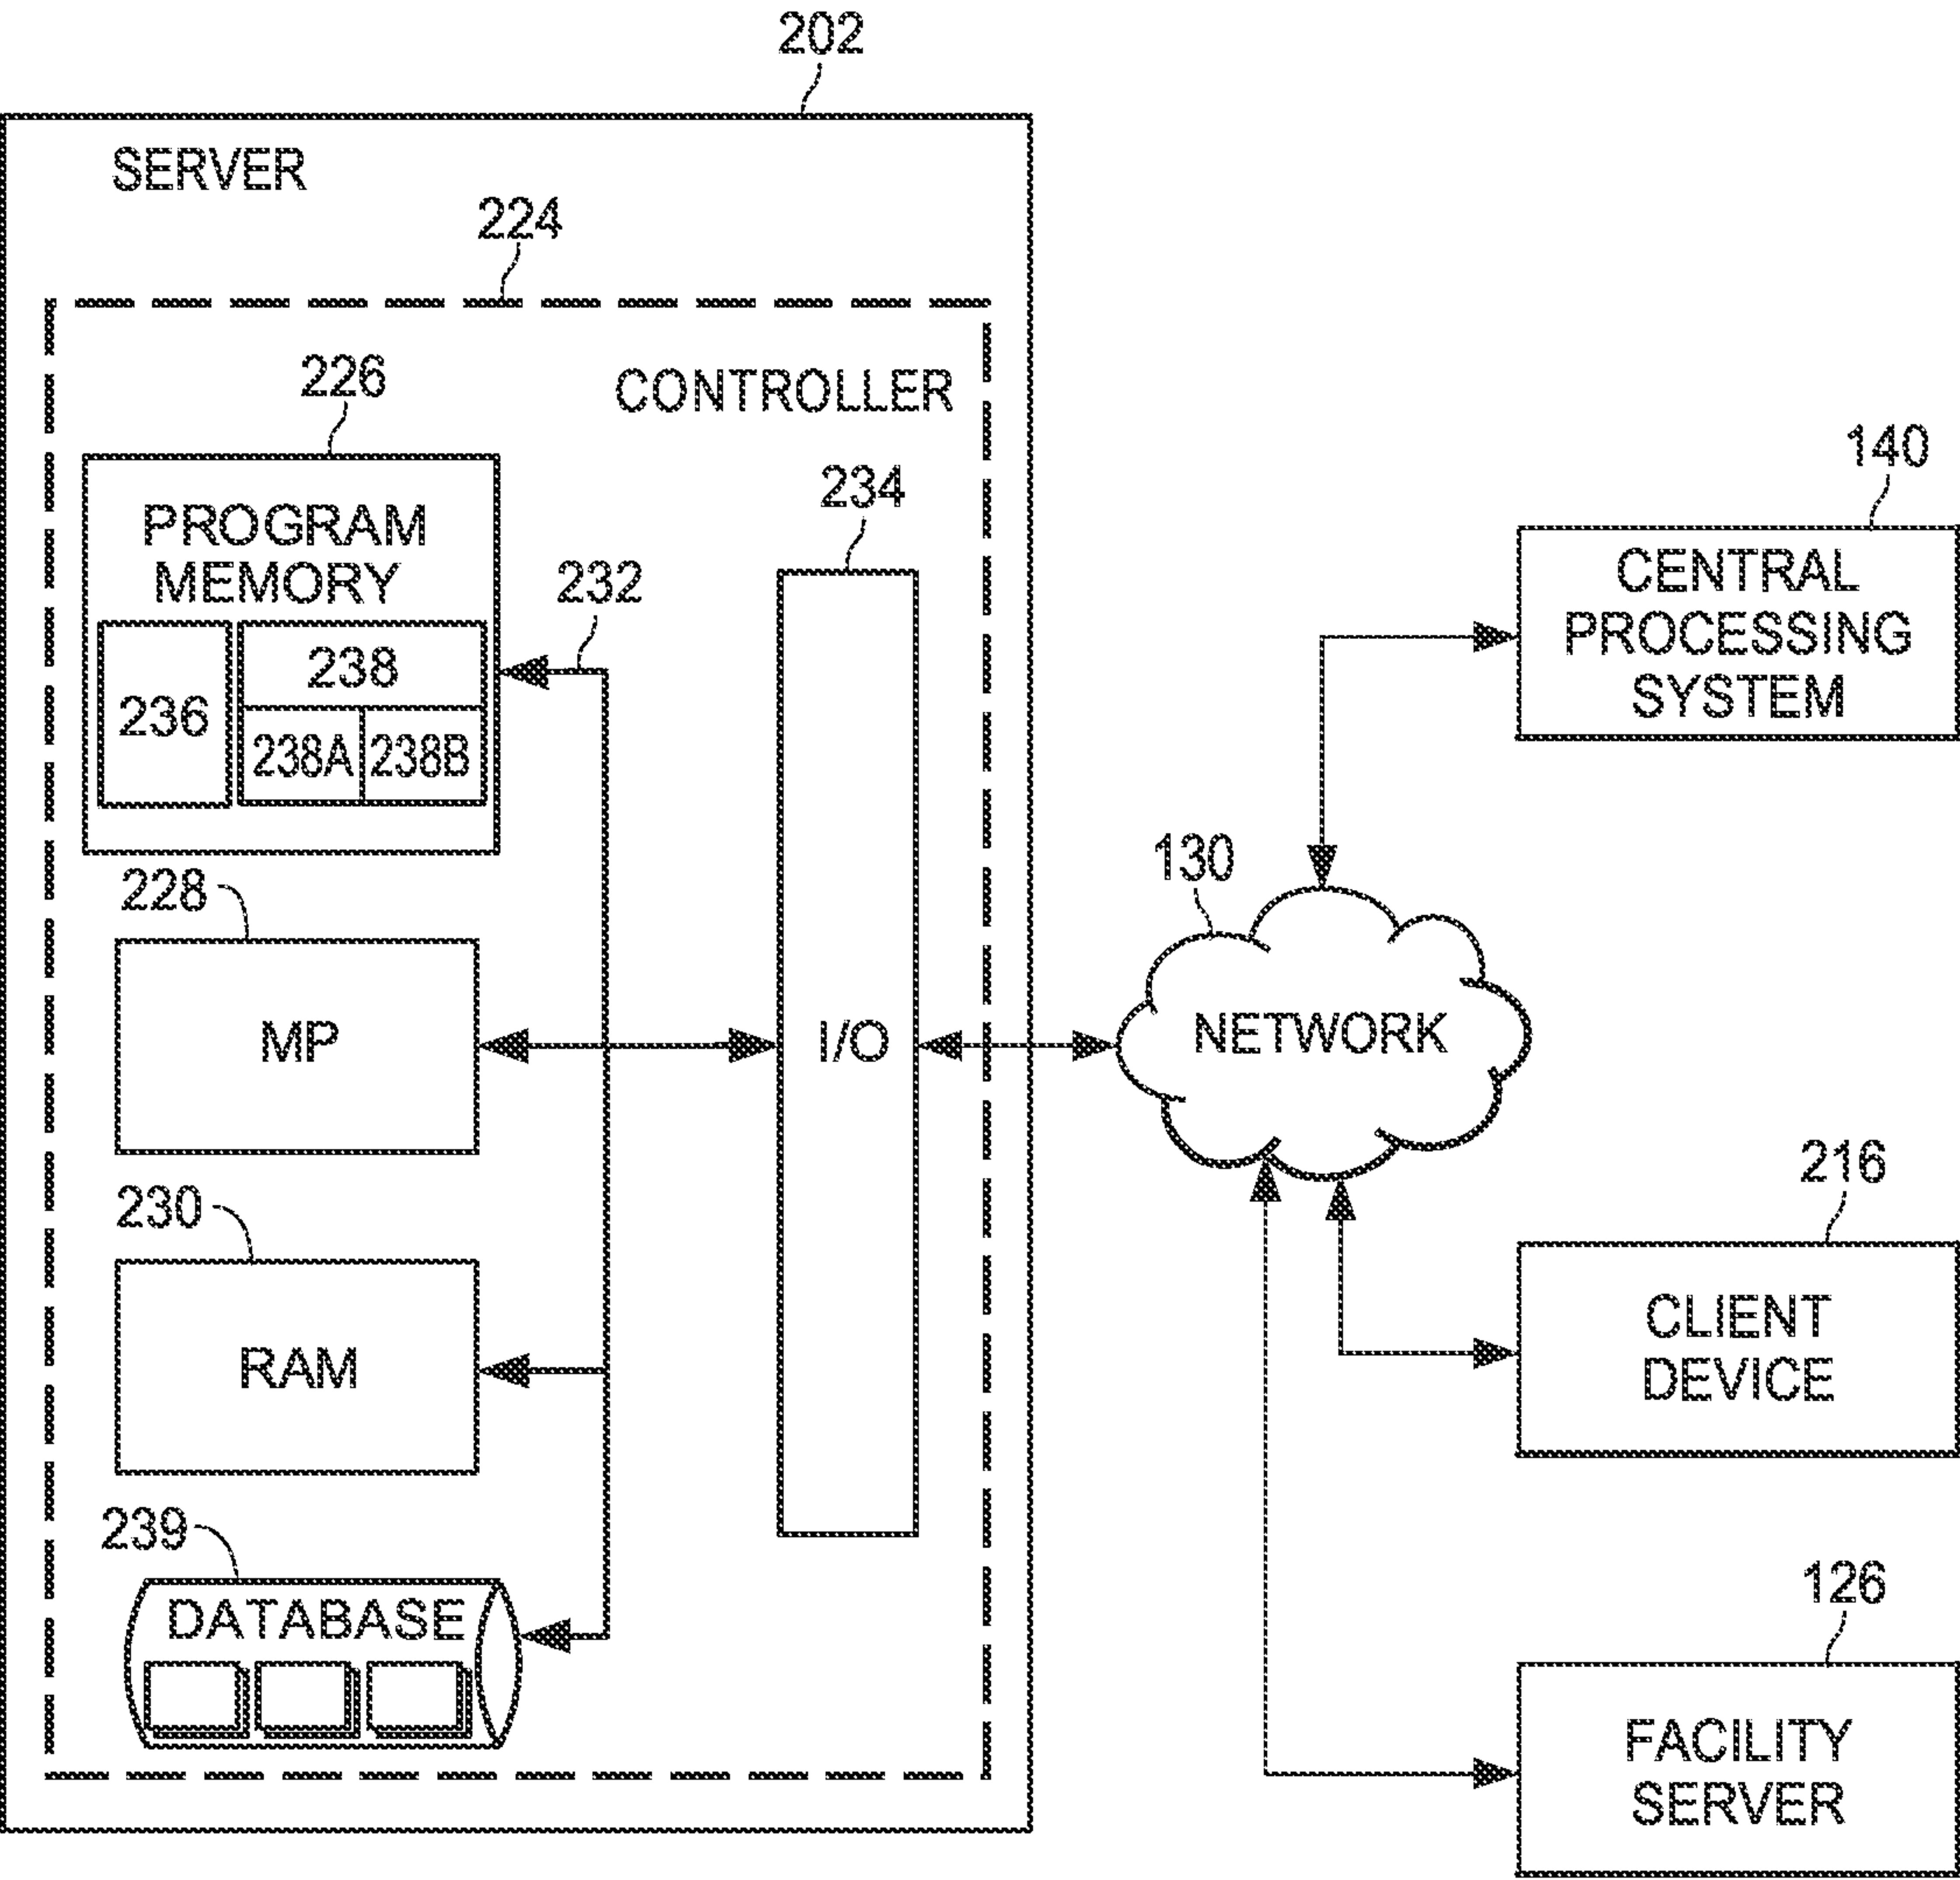 202
SERVER
224
226
CONTROLLER
234
PROGRAM
MEMORY
232
236
238
238A
238B
228
MP
I/O
230
RAM
239
DATABASE
130
NETWORK
140
CENTRAL
PROCESSING
SYSTEM
216
CLIENT
DEVICE
126
FACILITY
SERVER